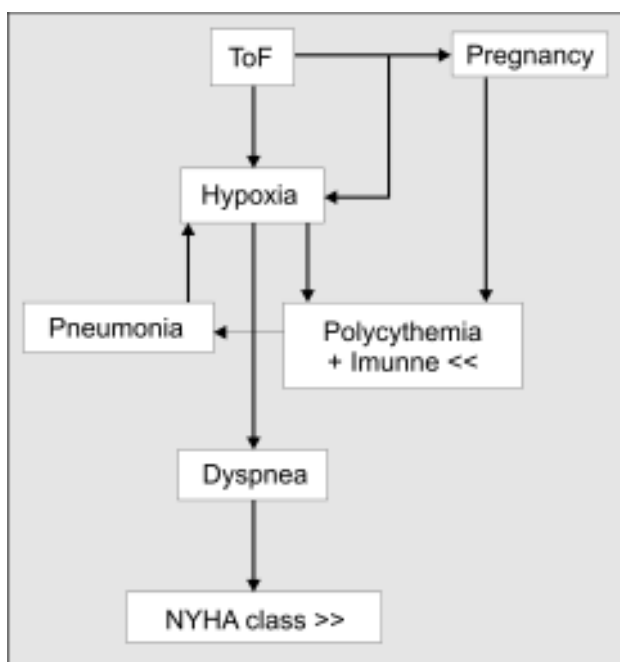 ToF
Pregnancy
Hypoxia
Pneumonia
Polycythemia
+ Imunne <<
Dyspnea
NYHA class >>